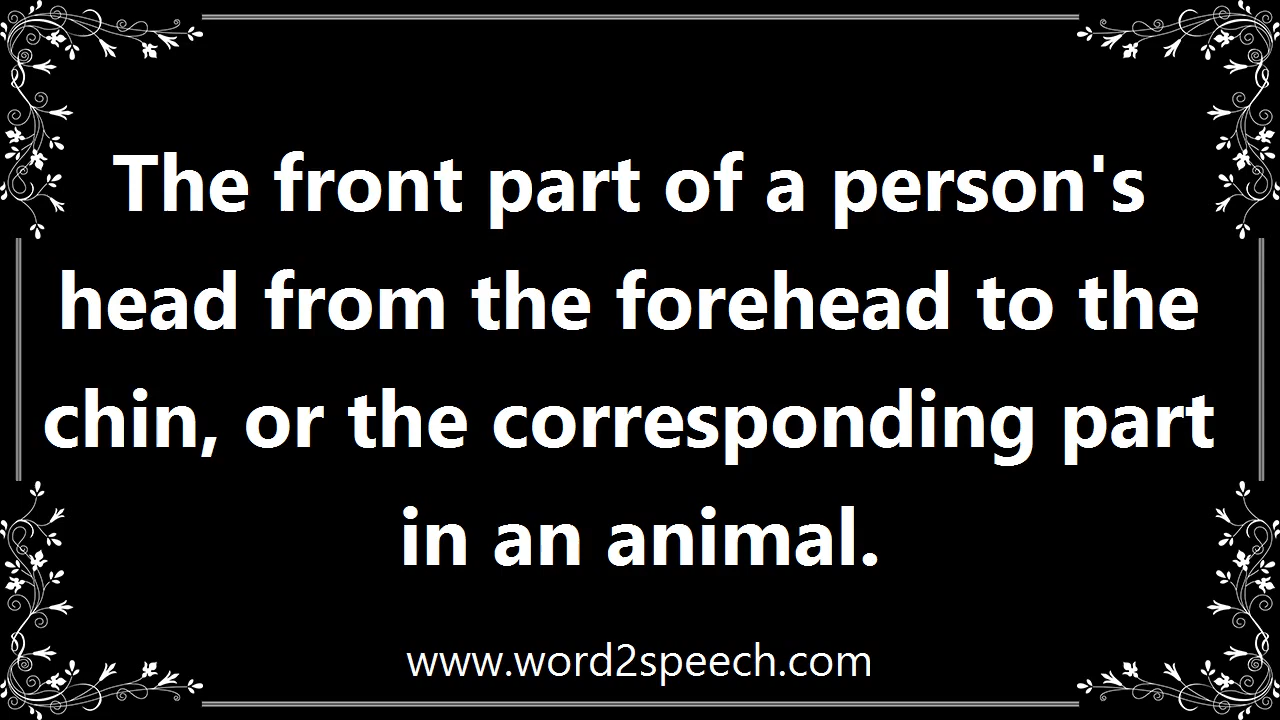 The front part of a person's
head from the forehead to the
chin, or the corresponding part
in an animal.
www.word2speech.com